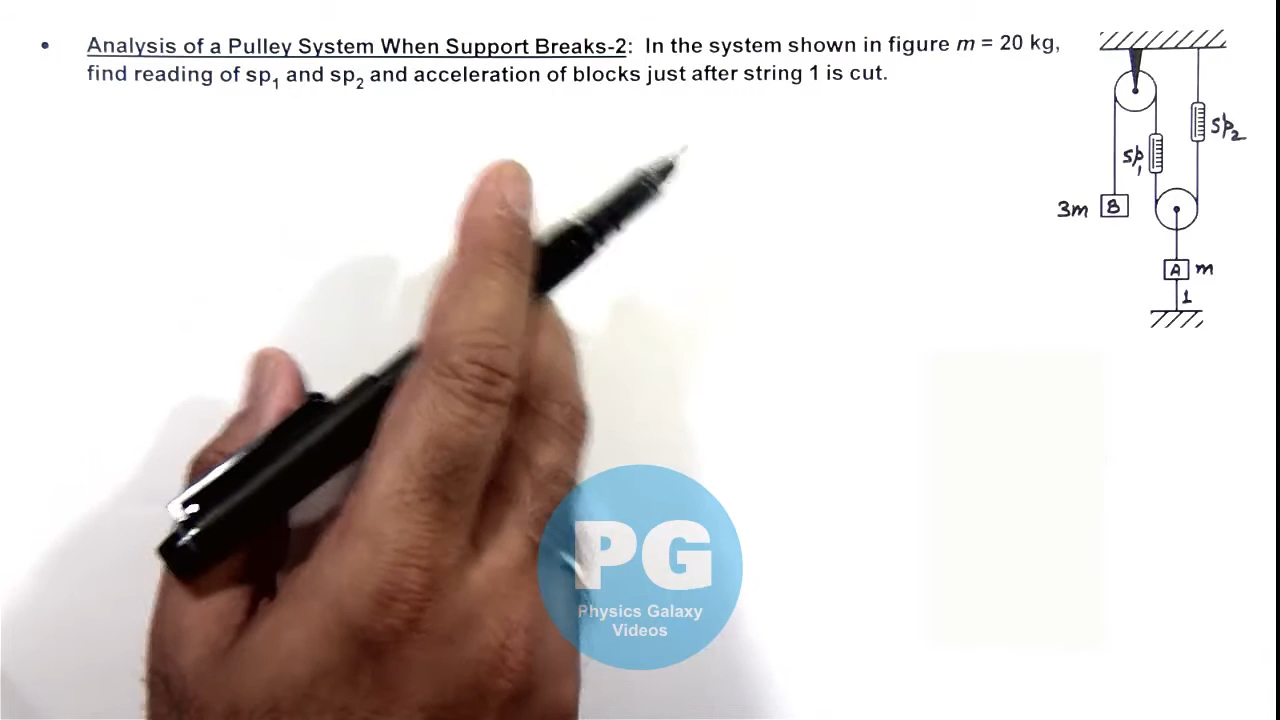 • Analysis of a Pulley System When Support Breaks-2: In the system shown in figure m = 20 kg,
find reading of sp₁ and sp₂ and acceleration of blocks just after string 1 is cut.
sp₂
sp₁
3m B
A m
1
PG
Physics Galaxy
Videos